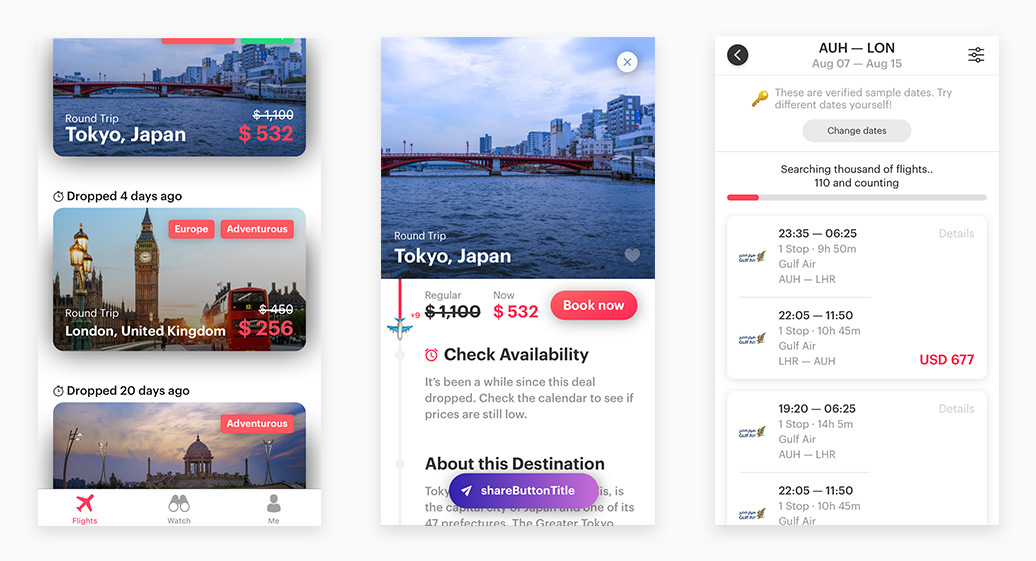 Round Trip
Tokyo, Japan
$ 1,100
$ 532
Dropped 4 days ago
Europe
Adventurous
Round Trip
London, United Kingdom
$ 450
$ 256
Dropped 20 days ago
Adventurous
Flights
Watch
Me
Round Trip
Tokyo, Japan
Regular
Now
+9
$ 1,100
$ 532
Book now
Check Availability
It's been a while since this deal
dropped. Check the calendar to see if
prices are still low.
About this Destination
is, is
shareButtonTitle
the capital city of Japan and one of its
47 prefectures. The Greater Tokyo
AUH — LON
Aug 07 — Aug 15
These are verified sample dates. Try
different dates yourself!
Change dates
Searching thousand of flights..
110 and counting
23:35 — 06:25
Details
1 Stop · 9h 50m
Gulf Air
AUH — LHR
22:05 — 11:50
1 Stop · 10h 45m
Gulf Air
LHR — AUH
USD 677
19:20 — 06:25
Details
1 Stop · 14h 5m
Gulf Air
AUH — LHR
22:05 — 11:50
1 Stop · 10h 45m
Gulf Air